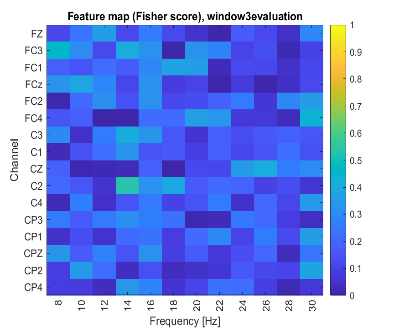 Feature map (Fisher score), window3evaluation
Channel
FZ
FC3
FC1
FCz
FC2
FC4
C3
C1
CZ
C2
C4
CP3
CP1
CPZ
CP2
CP4
8 10 12 14 16 18 20 22 24 26 28 30
Frequency [Hz]
1
0.9
0.8
0.7
0.6
0.5
0.4
0.3
0.2
0.1
0